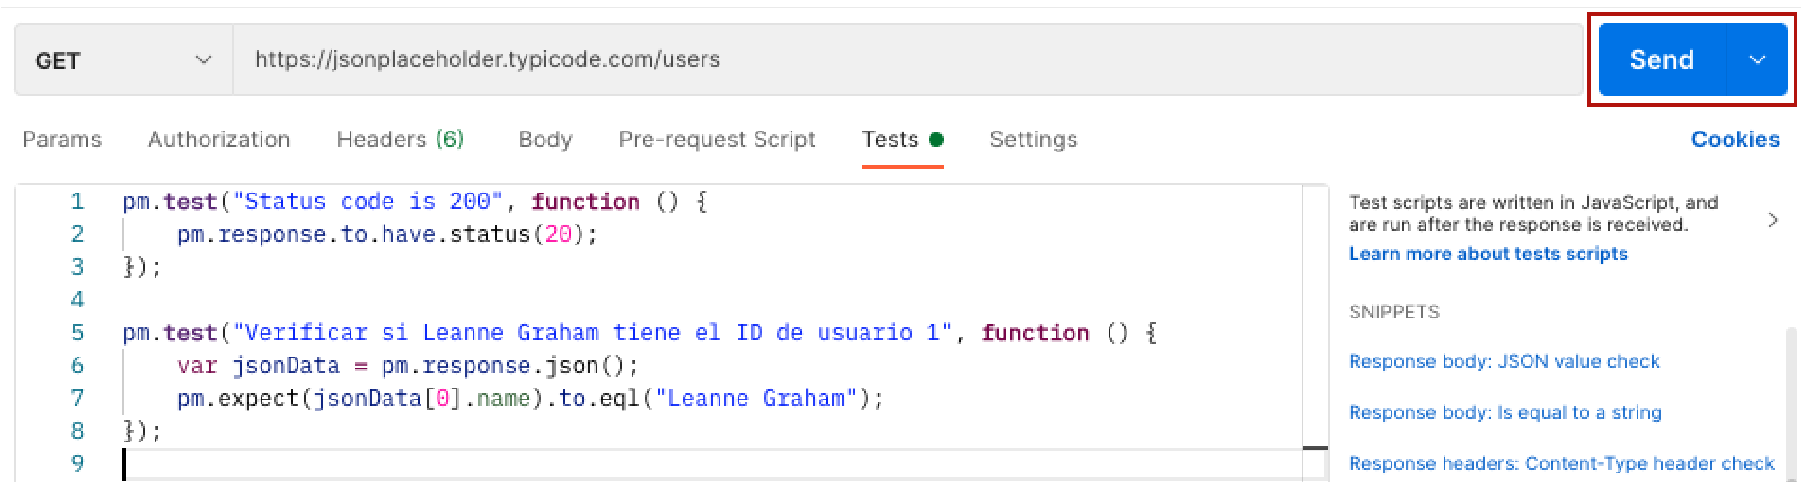 GET
https://jsonplaceholder.typicode.com/users
Send
Params Authorization Headers (6) Body Pre-request Script Tests Settings Cookies
1 pm.test("Status code is 200", function () {
2 pm.response.to.have.status(20);
3 });
4
5 pm.test("Verificar si Leanne Graham tiene el ID de usuario 1", function () {
6 var jsonData = pm.response.json();
7 pm.expect(jsonData[0].name).to.eql("Leanne Graham");
8 });
9
Test scripts are written in JavaScript, and
are run after the response is received.
Learn more about tests scripts
SNIPPETS
Response body: JSON value check
Response body: Is equal to a string
Response headers: Content-Type header check